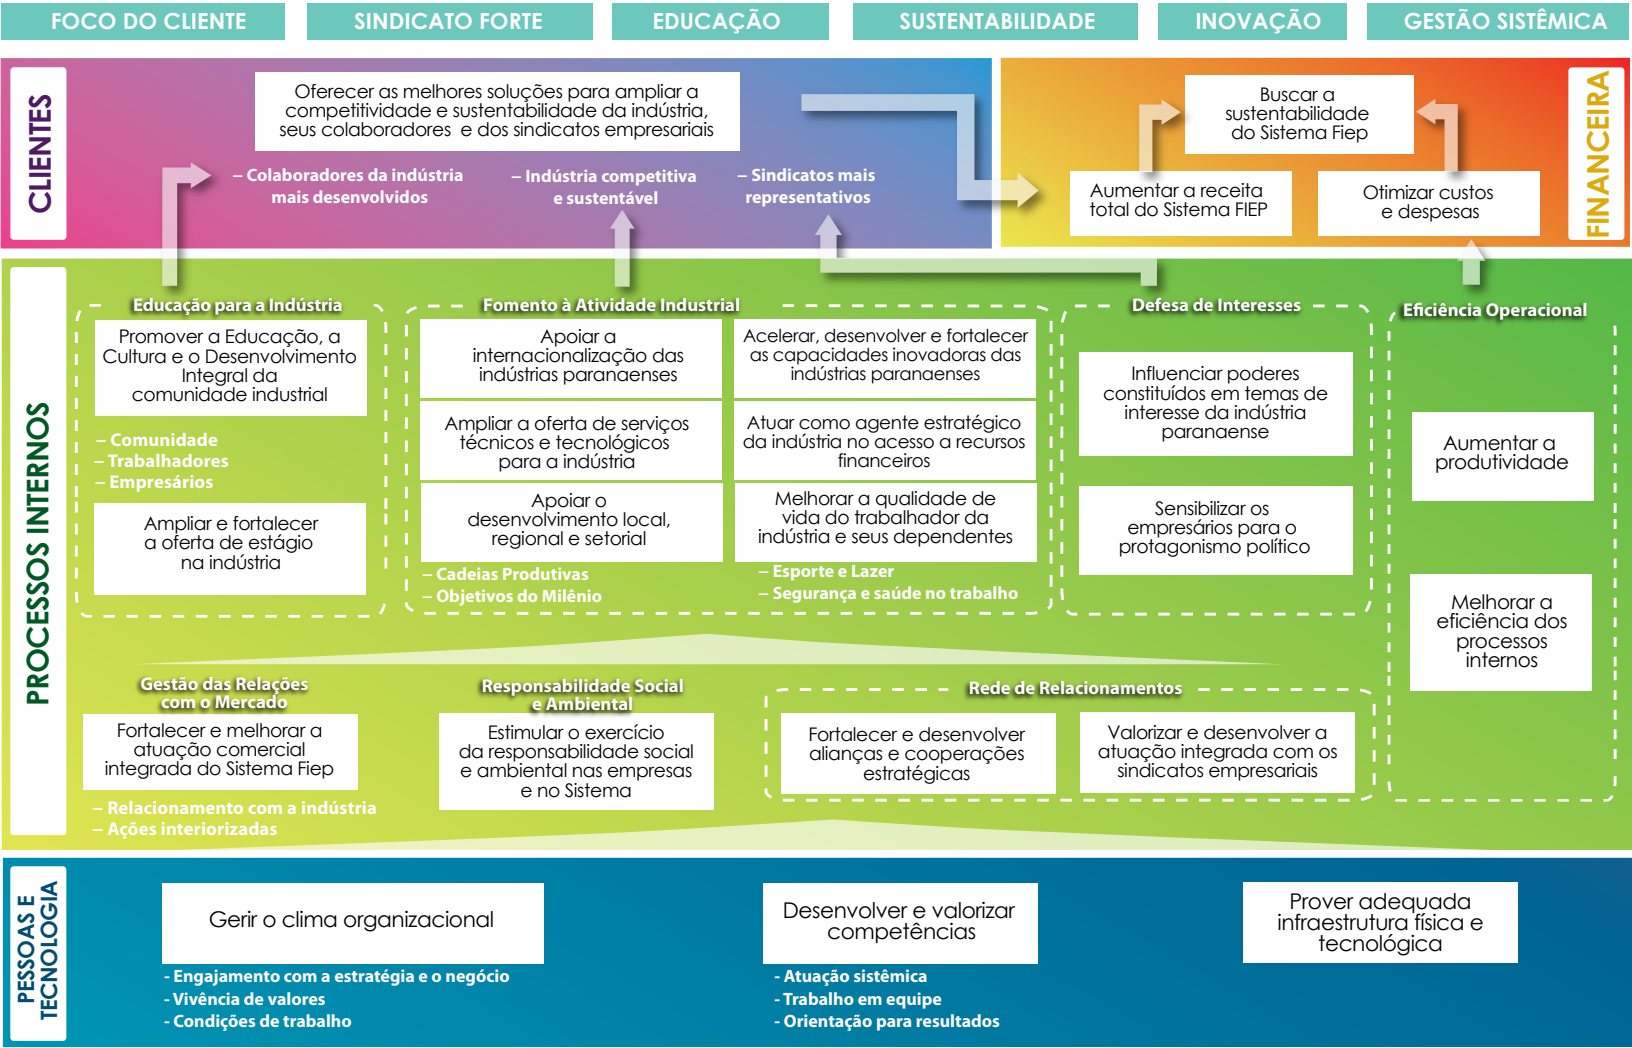 FOCO DO CLIENTE
SINDICATO FORTE
EDUCAÇÃO
SUSTENTABILIDADE
INOVAÇÃO
GESTÃO SISTÊMICA
CLIENTES
Oferecer as melhores soluções para ampliar a
competitividade e sustentabilidade da indústria,
seus colaboradores e dos sindicatos empresariais
– Colaboradores da indústria
mais desenvolvidos
– Indústria competitiva
e sustentável
– Sindicatos mais
representativos
FINANCEIRA
Buscar a
sustentabilidade
do Sistema Fiep
Aumentar a receita
total do Sistema FIEP
Otimizar custos
e despesas
PROCESSOS INTERNOS
Educação para a Indústria
Promover a Educação, a
Cultura e o Desenvolvimento
Integral da
comunidade industrial
– Comunidade
– Trabalhadores
– Empresários
Ampliar e fortalecer
a oferta de estágio
na indústria
Fomento à Atividade Industrial
Apoiar a
internacionalização das
indústrias paranaenses
Acelerar, desenvolver e fortalecer
as capacidades inovadoras das
indústrias paranaenses
Ampliar a oferta de serviços
técnicos e tecnológicos
para a indústria
Atuar como agente estratégico
da indústria no acesso a recursos
financeiros
Apoiar o
desenvolvimento local,
regional e setorial
Melhorar a qualidade de
vida do trabalhador da
indústria e seus dependentes
– Cadeias Produtivas
– Objetivos do Milênio
– Esporte e Lazer
– Segurança e saúde no trabalho
Defesa de Interesses
Influenciar poderes
constituídos em temas de
interesse da indústria
paranaense
Sensibilizar os
empresários para o
protagonismo político
Eficiência Operacional
Aumentar a
produtividade
Melhorar a
eficiência dos
processos
internos
Gestão das Relações
com o Mercado
Fortalecer e melhorar a
atuação comercial
integrada do Sistema Fiep
– Relacionamento com a indústria
– Ações interiorizadas
Responsabilidade Social
e Ambiental
Estimular o exercício
da responsabilidade social
e ambiental nas empresas
e no Sistema
Rede de Relacionamentos
Fortalecer e desenvolver
alianças e cooperações
estratégicas
Valorizar e desenvolver a
atuação integrada com os
sindicatos empresariais
PESSOAS E
TECNOLOGIA
Gerir o clima organizacional
- Engajamento com a estratégia e o negócio
- Vivência de valores
- Condições de trabalho
Desenvolver e valorizar
competências
- Atuação sistêmica
- Trabalho em equipe
- Orientação para resultados
Prover adequada
infraestrutura física e
tecnológica